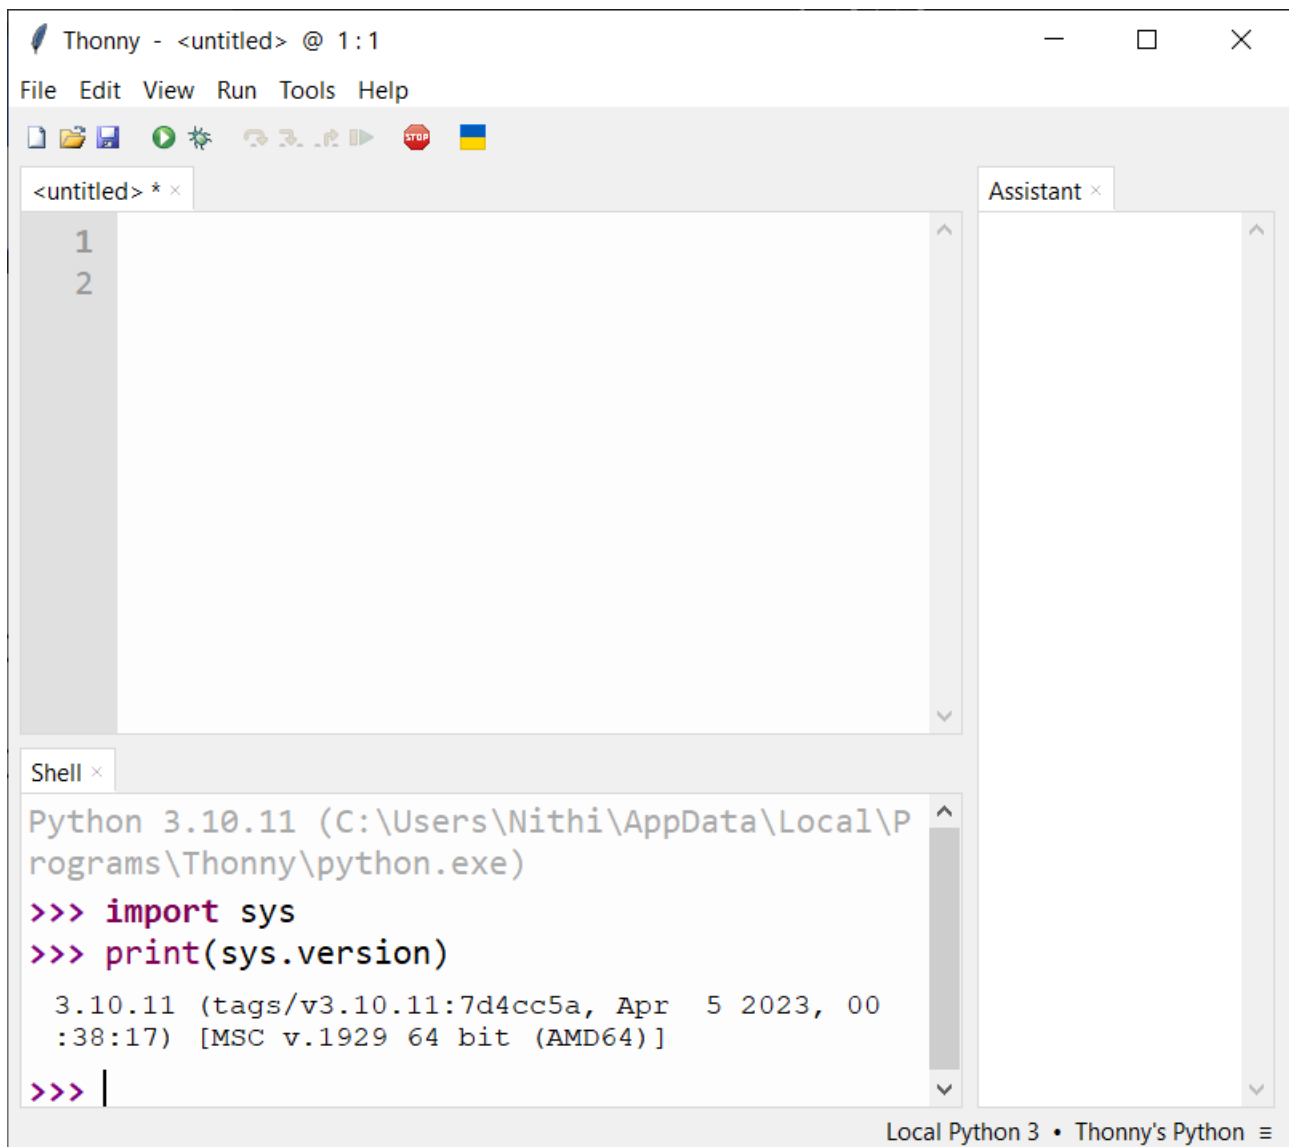 Thonny - <untitled> @ 1:1
File Edit View Run Tools Help
STOP
<untitled> * ×
Assistant ×
1
2
Shell ×
Python 3.10.11 (C:\Users\Nithi\AppData\Local\P
rograms\Thonny\python.exe)
>>> import sys
>>> print(sys.version)
3.10.11 (tags/v3.10.11:7d4cc5a, Apr  5 2023, 00
:38:17) [MSC v.1929 64 bit (AMD64)]
>>>
Local Python 3 • Thonny's Python ≡